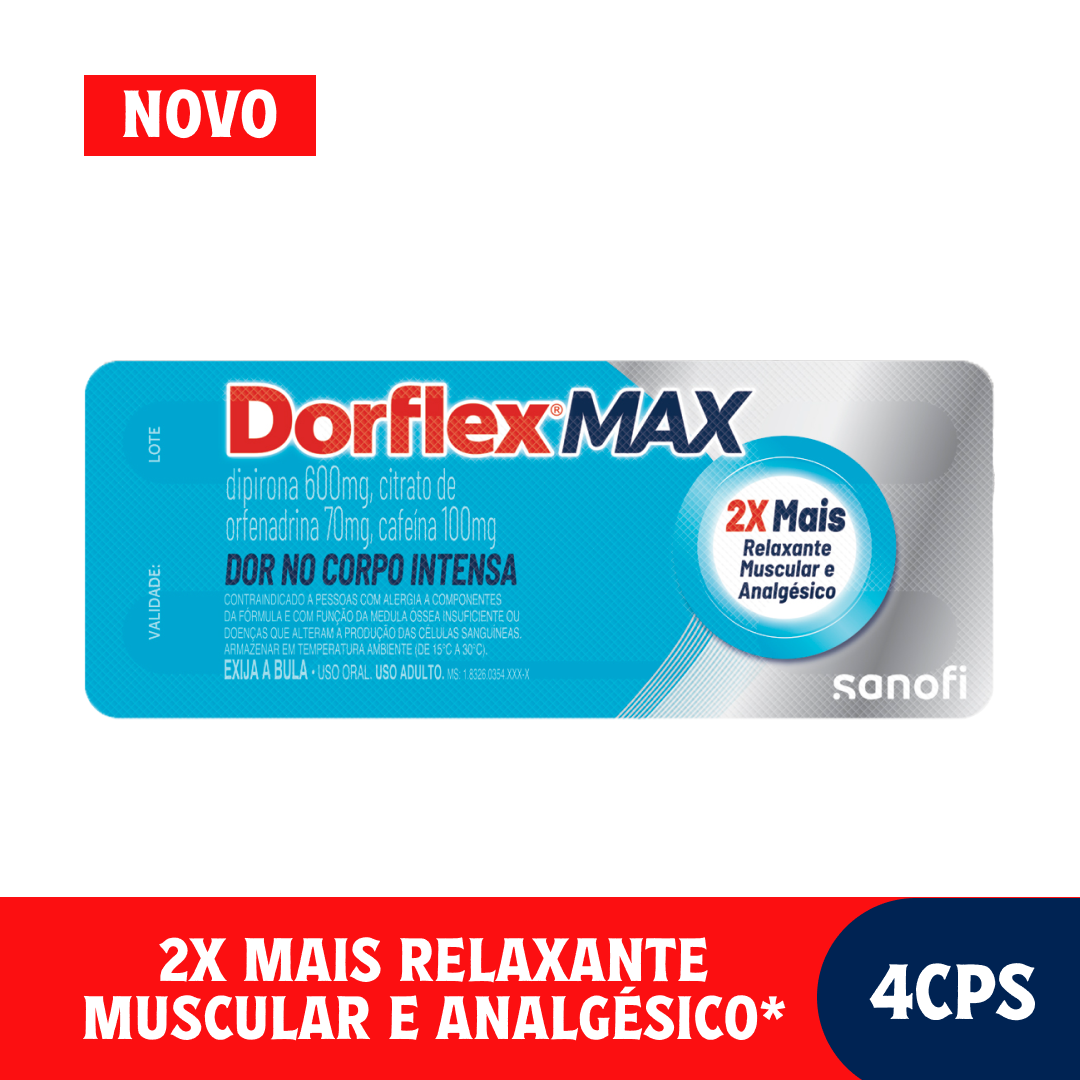 NOVO
Dorflex® MAX
LOTE
VALIDADE:
dipirona 600mg, citrato de
orfenadrina 70mg, cafeína 100mg
DOR NO CORPO INTENSA
CONTRAINDICADO A PESSOAS COM ALERGIA A COMPONENTES
DA FÓRMULA E COM FUNÇÃO DA MEDULA ÓSSEA INSUFICIENTE OU
DOENÇAS QUE ALTERAM A PRODUÇÃO DAS CÉLULAS SANGUÍNEAS.
ARMAZENAR EM TEMPERATURA AMBIENTE (DE 15°C A 30°C).
EXIJA A BULA • USO ORAL. USO ADULTO. MS: 1.8326.0354.XXX-X
2X Mais
Relaxante
Muscular e
Analgésico
sanofi
2X MAIS RELAXANTE
MUSCULAR E ANALGÉSICO*
4CPS